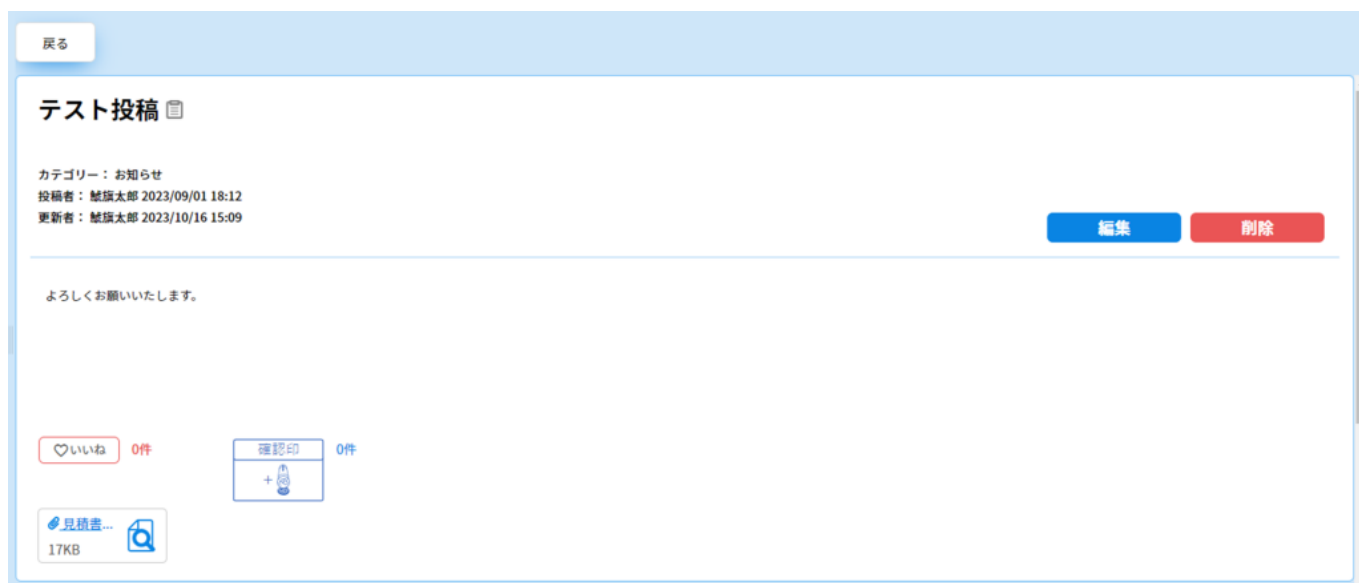 戻る
テスト投稿
カテゴリー： お知らせ
投稿者： 鯱旗太郎 2023/09/01 18:12
更新者： 鯱旗太郎 2023/10/16 15:09
編集 削除
よろしくお願いいたします。
いいね 0件 確認印 0件
+
見積書...
17KB